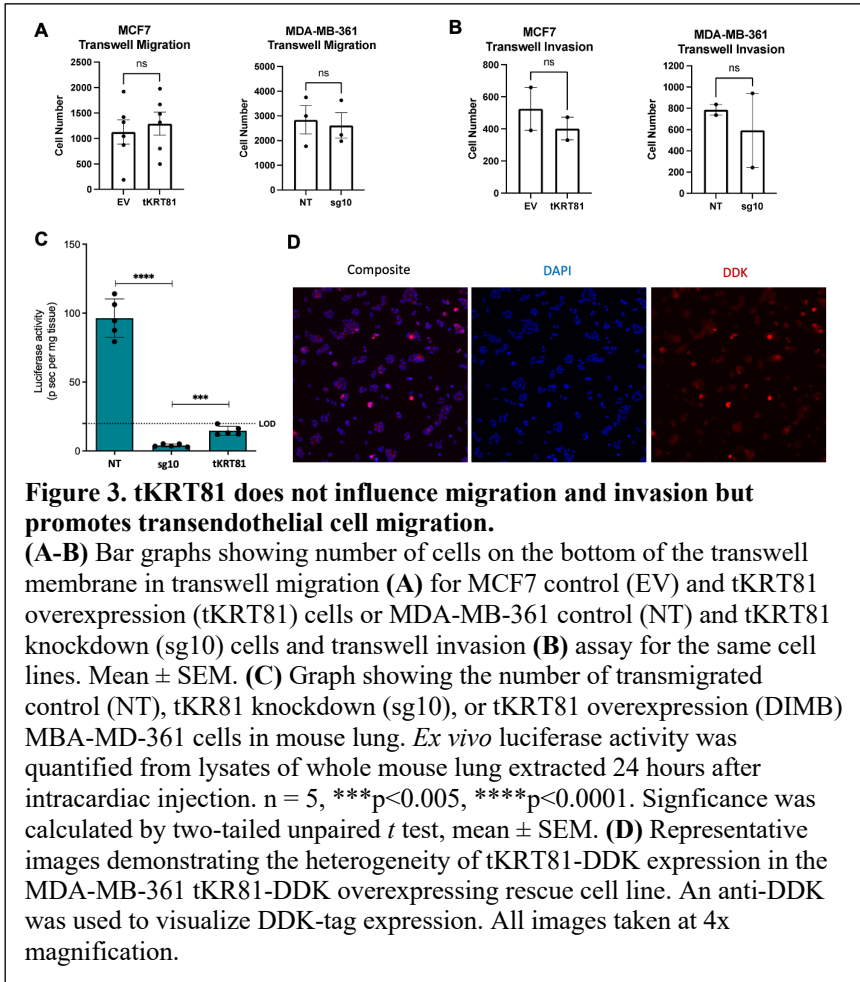 A
MCF7
Transwell Migration
Cell Number
2500
2000
1500
1000
500
0
ns
EV tKRT81
MDA-MB-361
Transwell Migration
Cell Number
5000
4000
3000
2000
1000
0
ns
NT sg10
B
MCF7
Transwell Invasion
Cell Number
800
600
400
200
0
ns
EV tKRT81
MDA-MB-361
Transwell Invasion
Cell Number
1200
1000
800
600
400
200
0
ns
NT sg10
C
Luciferase activity
(p sec per mg tissue)
150
100
50
0
****
***
LOD
NT sg10 tKRT81
D
Composite DAPI DDK
Figure 3. tKRT81 does not influence migration and invasion but
promotes transendothelial cell migration.
(A-B) Bar graphs showing number of cells on the bottom of the transwell
membrane in transwell migration (A) for MCF7 control (EV) and tKRT81
overexpression (tKRT81) cells or MDA-MB-361 control (NT) and tKRT81
knockdown (sg10) cells and transwell invasion (B) assay for the same cell
lines. Mean ± SEM. (C) Graph showing the number of transmigrated
control (NT), tKR81 knockdown (sg10), or tKRT81 overexpression (DIMB)
MBA-MD-361 cells in mouse lung. Ex vivo luciferase activity was
quantified from lysates of whole mouse lung extracted 24 hours after
intracardiac injection. n = 5, ***p<0.005, ****p<0.0001. Signficance was
calculated by two-tailed unpaired t test, mean ± SEM. (D) Representative
images demonstrating the heterogeneity of tKRT81-DDK expression in the
MDA-MB-361 tKR81-DDK overexpressing rescue cell line. An anti-DDK
was used to visualize DDK-tag expression. All images taken at 4x
magnification.